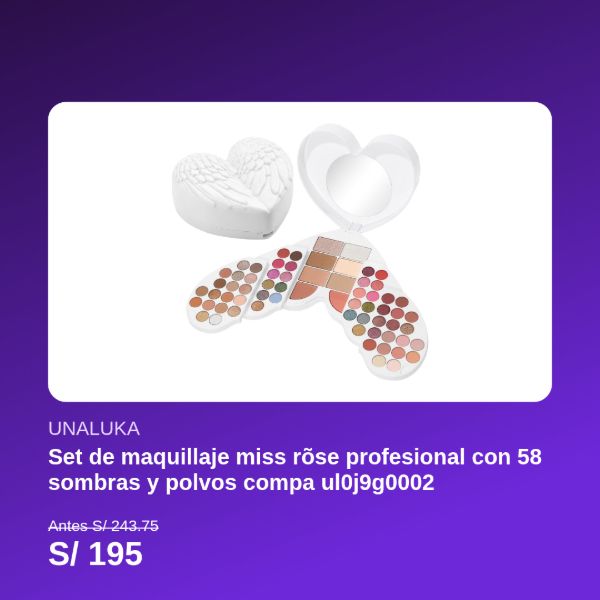 UNALUKA
Set de maquillaje miss rõse profesional con 58
sombras y polvos compa ul0j9g0002
Antes S/ 243.75
S/ 195